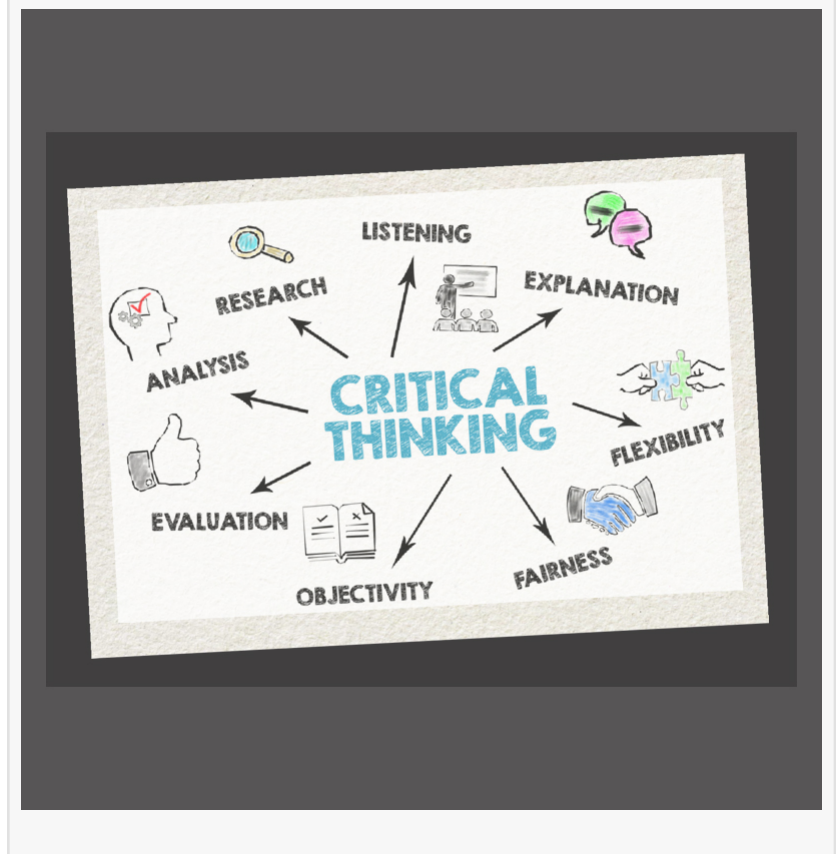 LISTENING
RESEARCH
EXPLANATION
ANALYSIS
CRITICAL
THINKING
FLEXIBILITY
EVALUATION
FAIRNESS
OBJECTIVITY